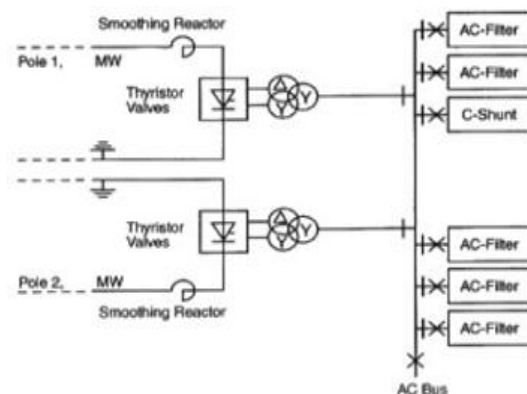 Smoothing Reactor
AC-Filter
Pole 1, MW
AC-Filter
Thyristor
Valves
Y
C-Shunt
Thyristor
Valves
Y
AC-Filter
Pole 2, MW
AC-Filter
Smoothing Reactor
AC-Filter
AC Bus